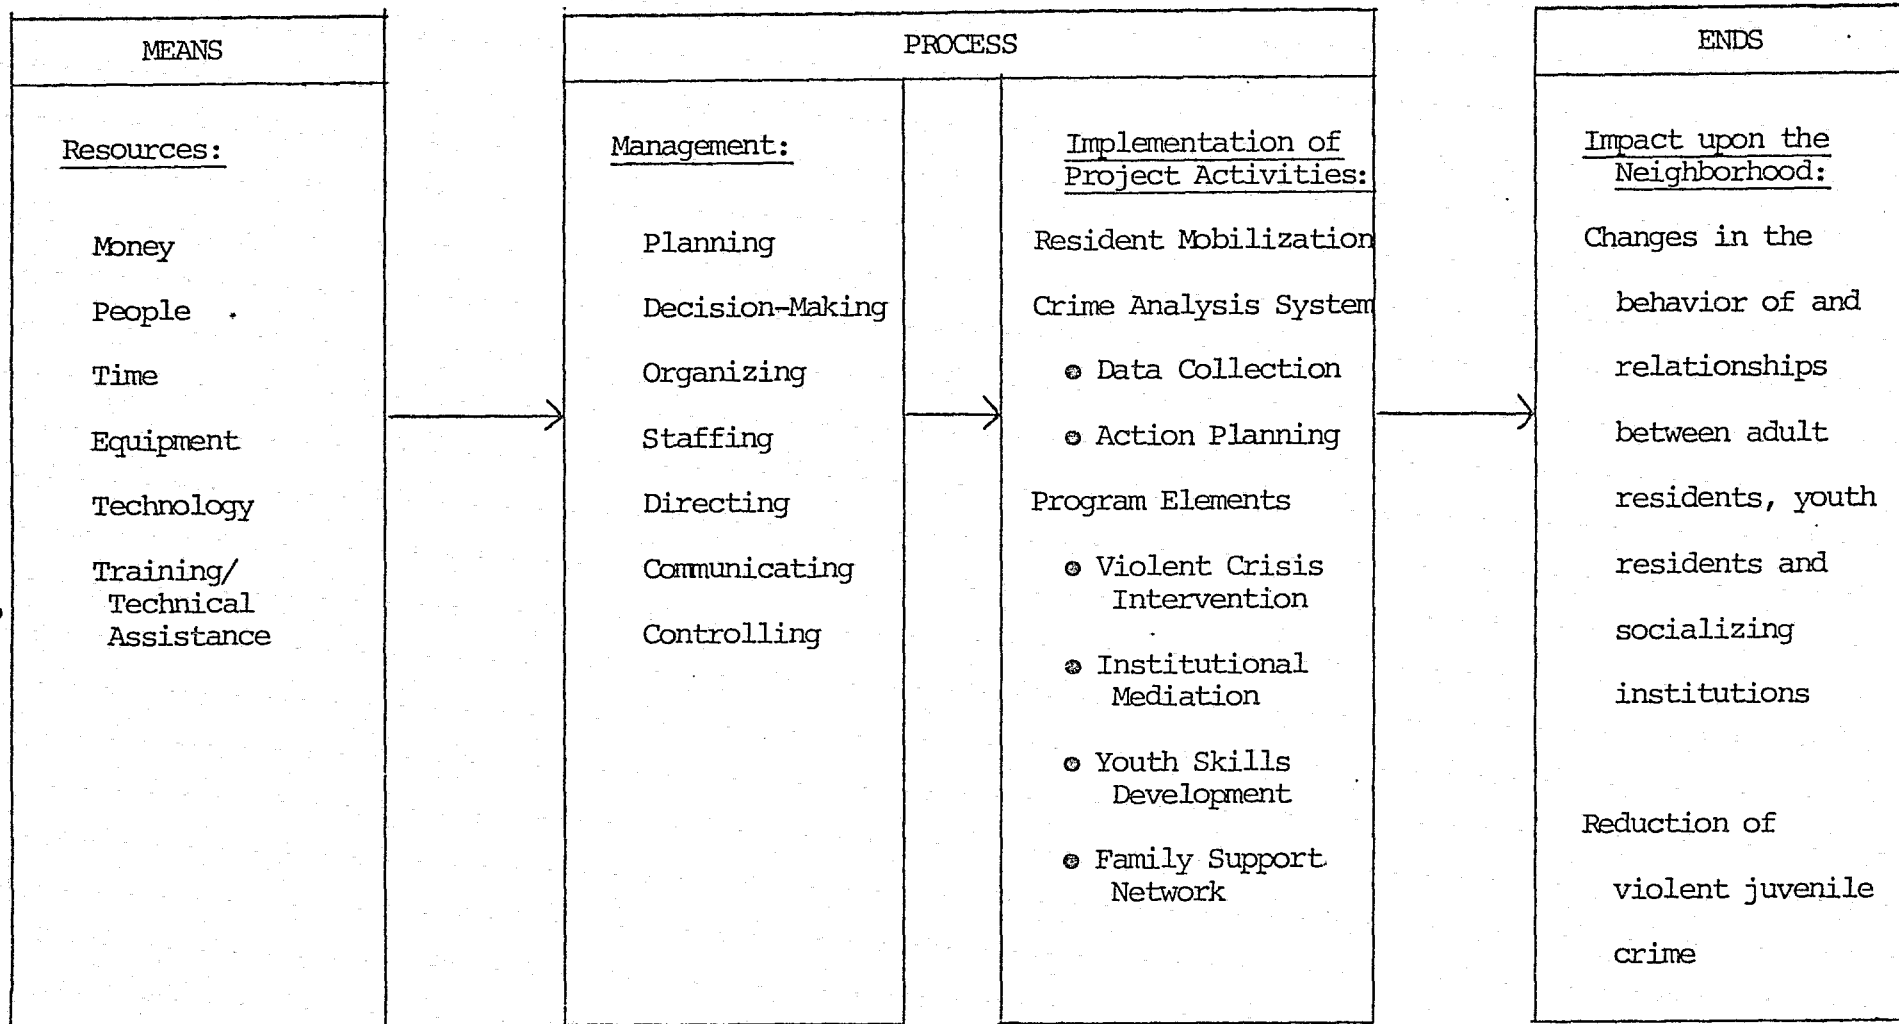 MEANS
Resources:
Money
People
Time
Equipment
Technology
Training/
Technical
Assistance
PROCESS
Management:
Planning
Decision-Making
Organizing
Staffing
Directing
Communicating
Controlling
Implementation of
Project Activities:
Resident Mobilization
Crime Analysis System
• Data Collection
• Action Planning
Program Elements
• Violent Crisis
Intervention
• Institutional
Mediation
• Youth Skills
Development
• Family Support
Network
ENDS
Impact upon the
Neighborhood:
Changes in the
behavior of and
relationships
between adult
residents, youth
residents and
socializing
institutions
Reduction of
violent juvenile
crime